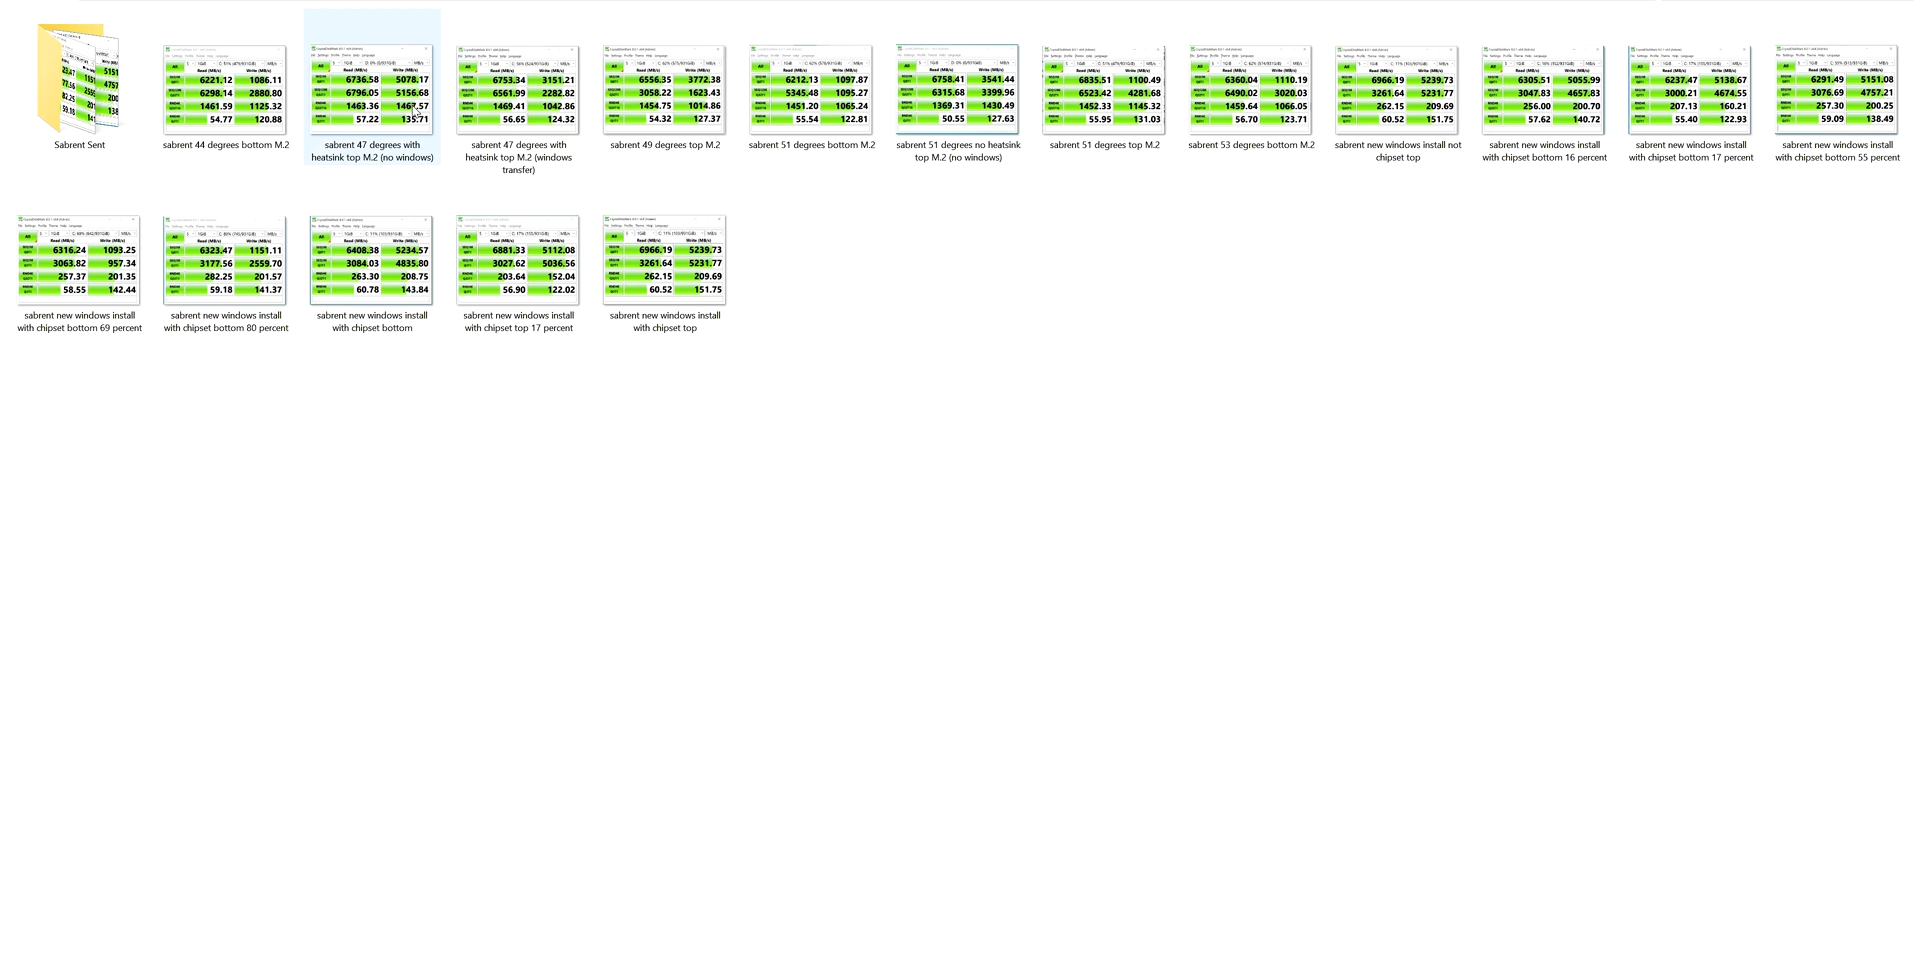 Sabrent Sent
6221.12 1086.11
6298.14 2880.80
1461.59 1125.32
54.77 120.88
sabrent 44 degrees bottom M.2
6736.58 5078.17
6796.05 5156.68
1463.36
57.22 135.71
sabrent 47 degrees with
heatsink top M.2 (no windows)
6753.34 3151.21
6561.99 2282.82
1469.41 1042.86
56.65 124.32
sabrent 47 degrees with
heatsink top M.2 (windows
transfer)
6556.35 3772.38
3058.22 1623.43
1454.75 1014.86
54.32 127.37
sabrent 49 degrees top M.2
6212.13 1097.87
5345.48 1095.27
1451.20 1065.24
55.54 122.81
sabrent 51 degrees bottom M.2
6758.41 3541.44
6315.68 3399.96
1369.31 1430.49
50.55 127.63
sabrent 51 degrees no heatsink
top M.2 (no windows)
6835.51 1100.49
6523.42 4281.68
1452.33 1145.32
55.95 131.03
sabrent 51 degrees top M.2
6360.04 1110.19
6490.02 3020.03
1459.64 1066.05
56.70 123.71
sabrent 53 degrees bottom M.2
6966.19 5239.73
3261.64 5231.77
262.15 209.69
60.52 151.75
sabrent new windows install not
chipset top
6305.51 5055.99
3047.83 4657.83
256.00 200.70
57.62 140.72
sabrent new windows install
with chipset bottom 16 percent
6237.47 5138.67
3000.21 4674.55
207.13 160.21
55.40 122.93
sabrent new windows install
with chipset bottom 17 percent
6291.49 5151.08
3076.69 4757.21
257.30 200.25
59.09 138.49
sabrent new windows install
with chipset bottom 55 percent
6316.24 1093.25
3063.82 957.34
257.37 201.35
58.55 142.44
sabrent new windows install
with chipset bottom 69 percent
6323.47 1151.11
3177.56 2559.70
282.25 201.57
59.18 141.37
sabrent new windows install
with chipset bottom 80 percent
6408.38 5234.57
3084.03 4835.80
263.30 208.75
60.78 143.84
sabrent new windows install
with chipset bottom
6881.33 5112.08
3027.62 5036.56
203.64 152.04
56.90 122.02
sabrent new windows install
with chipset top 17 percent
6966.19 5239.73
3261.64 5231.77
262.15 209.69
60.52 151.75
sabrent new windows install
with chipset top